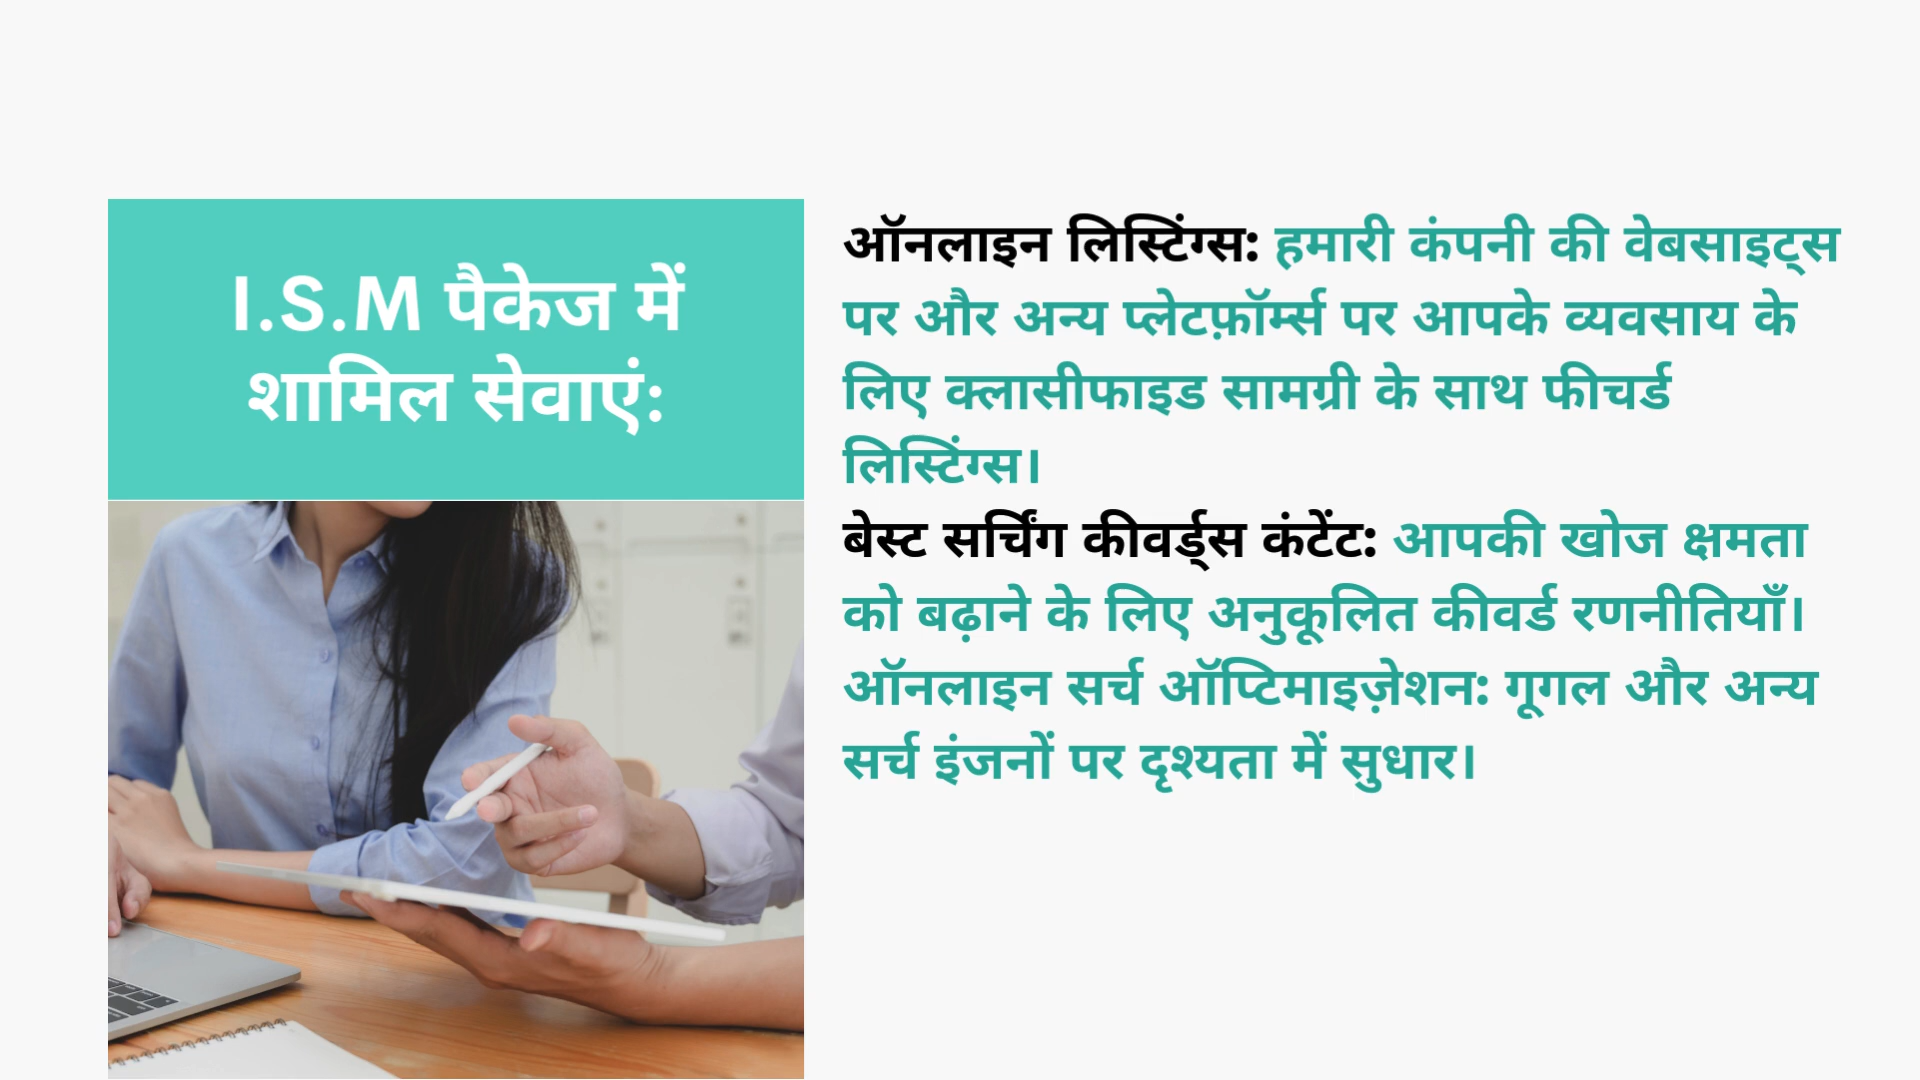 I.S.M पैकेज में
शामिल सेवाएं:
ऑनलाइन लिस्टिंग्स: हमारी कंपनी की वेबसाइट्स
पर और अन्य प्लेटफ़ॉर्म्स पर आपके व्यवसाय के
लिए क्लासीफाइड सामग्री के साथ फीचर्ड
लिस्टिंग्स।
बेस्ट सर्चिंग कीवर्ड्स कंटेंट: आपकी खोज क्षमता
को बढ़ाने के लिए अनुकूलित कीवर्ड रणनीतियाँ।
ऑनलाइन सर्च ऑप्टिमाइज़ेशन: गूगल और अन्य
सर्च इंजनों पर दृश्यता में सुधार।